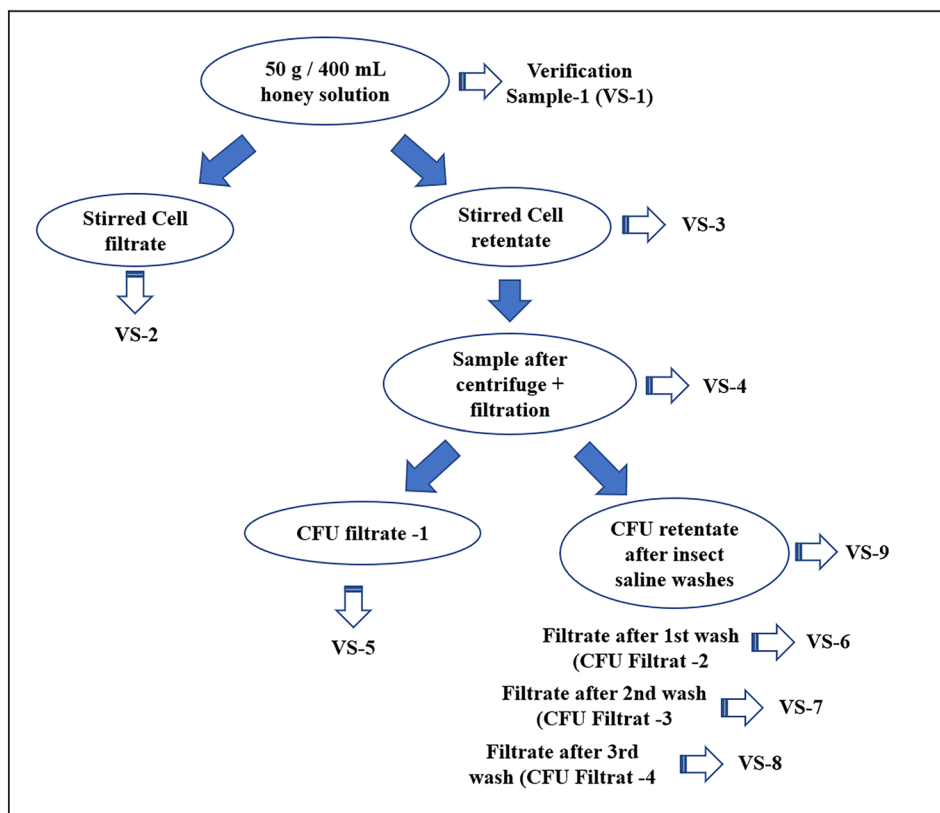 50 g / 400 mL
honey solution
Verification
Sample-1 (VS-1)
Stirred Cell
filtrate
Stirred Cell
retentate
VS-3
VS-2
Sample after
centrifuge +
filtration
VS-4
CFU filtrate -1
CFU retentate
after insect
saline washes
VS-9
VS-5
Filtrate after 1st wash
(CFU Filtrat -2
VS-6
Filtrate after 2nd wash
(CFU Filtrat -3
VS-7
Filtrate after 3rd
wash (CFU Filtrat -4
VS-8